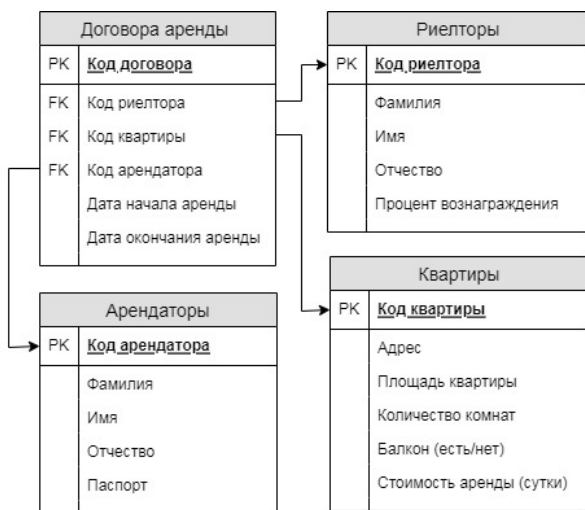 Договора аренды
PK Код договора
FK Код риелтора
FK Код квартиры
FK Код арендатора
Дата начала аренды
Дата окончания аренды
Риелторы
PK Код риелтора
Фамилия
Имя
Отчество
Процент вознаграждения
Арендаторы
PK Код арендатора
Фамилия
Имя
Отчество
Паспорт
Квартиры
PK Код квартиры
Адрес
Площадь квартиры
Количество комнат
Балкон (есть/нет)
Стоимость аренды (сутки)